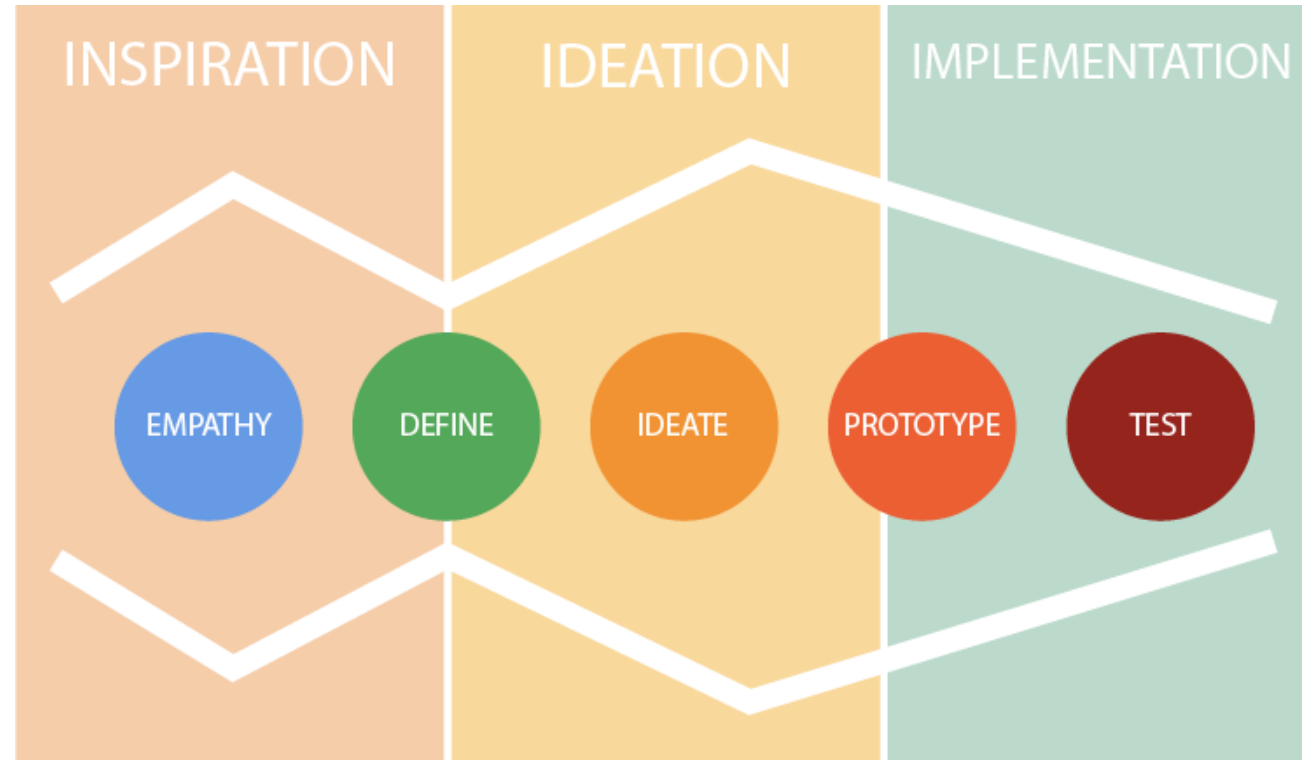 INSPIRATION
IDEATION
IMPLEMENTATION
EMPATHY
DEFINE
IDEATE
PROTOTYPE
TEST